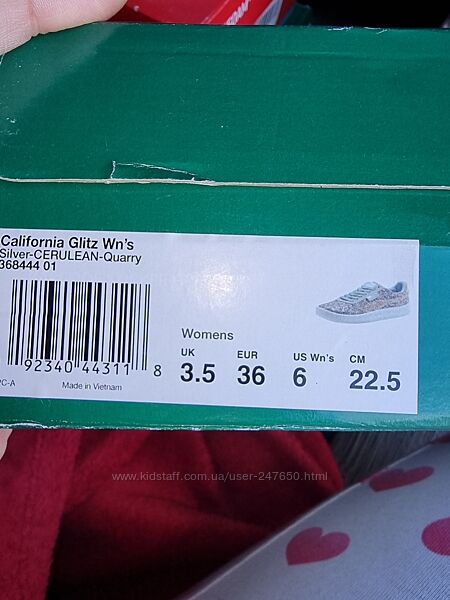 California Glitz Wn's
Silver-CERULEAN-Quarry
368444 01
92340 44311 8
PC-A
Made in Vietnam
Womens
UK EUR US Wn's CM
3.5 36 6 22.5
www.kidstaff.com.ua/user-247650.html